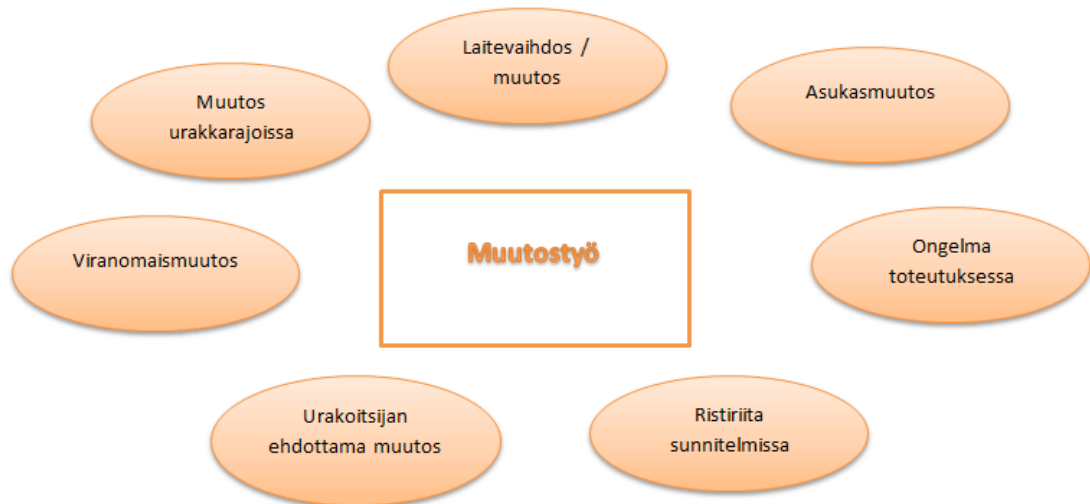 Laitevaihdos /
muutos
Asukasmuutos
Muutos
urakkarajoissa
Viranomaismuutos
Muutostyö
Ongelma
toteutuksessa
Urakoitsijan
ehdottama muutos
Ristiriita
sunnitelmissa